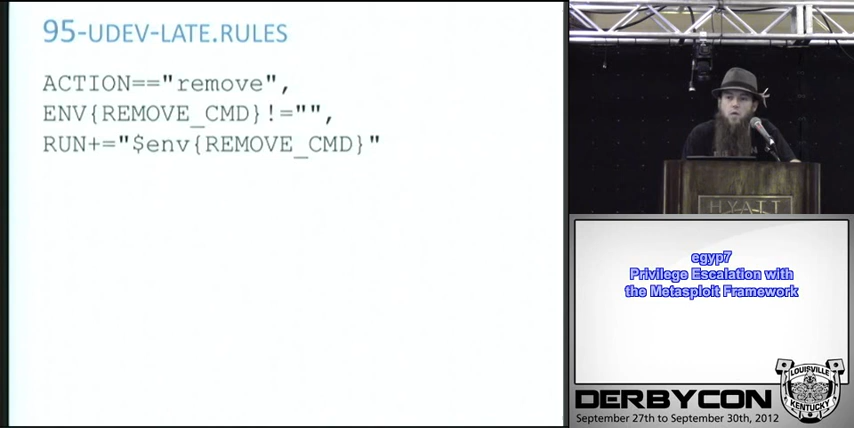 95-UDEV-LATE.RULES
ACTION=="remove",
ENV{REMOVE_CMD}!="",
RUN+="$env{REMOVE_CMD}"
HYATT
egyp7
Privilege Escalation with
the Metasploit Framework
LOUISVILLE
KENTUCKY
DERBYCON
September 27th to September 30th, 2012